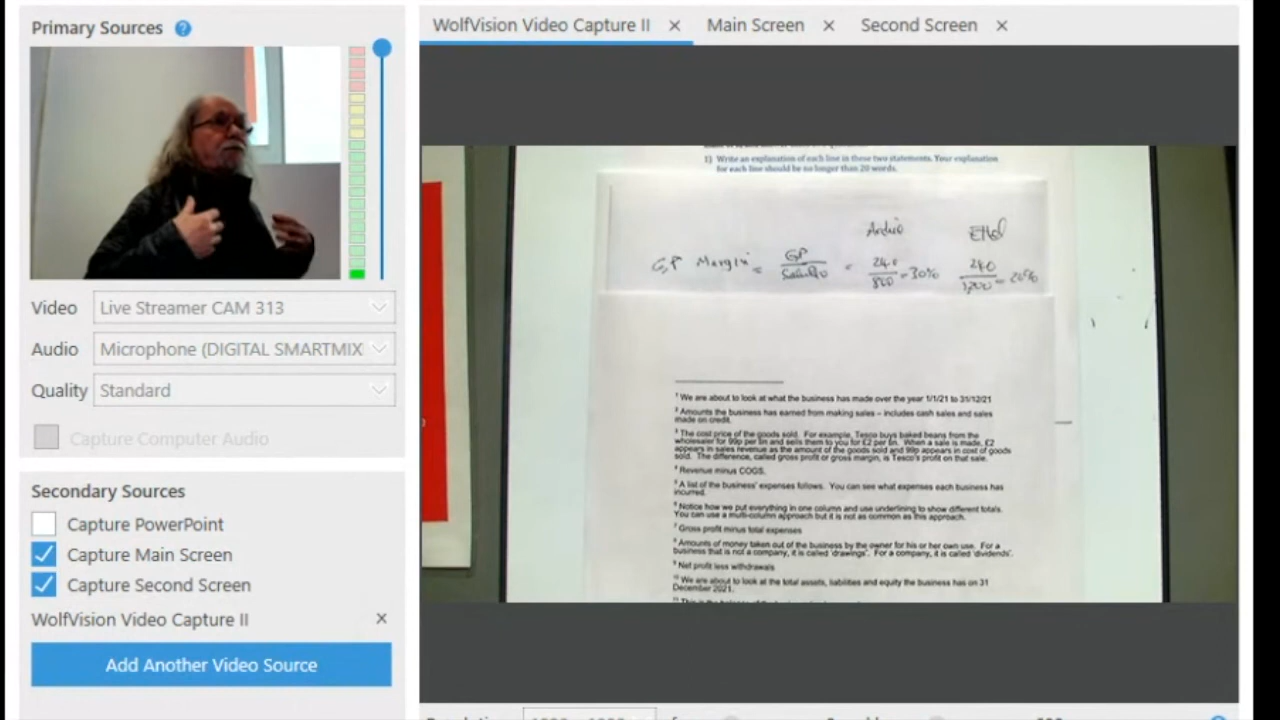 Primary Sources ?
Video Live Streamer CAM 313
Audio Microphone (DIGITAL SMARTMIX
Quality Standard
Capture Computer Audio
Secondary Sources
Capture PowerPoint
Capture Main Screen
Capture Second Screen
WolfVision Video Capture II ×
Add Another Video Source
WolfVision Video Capture II × Main Screen × Second Screen ×
1) Write an explanation of each line in these two statements. Your explanation
for each line should be no longer than 20 words.
GP Margin = GP = 240 = 30% 240 = 20%
800 1,200
1 We are about to look at what the business has made over the year 1/1/21 to 31/12/21
2 Amounts the business has earned from making sales – includes cash sales and sales
made on credit.
3 The cost price of the goods sold. For example, Tesco buys baked beans from the
wholesaler for 99p per tin and sells them to you for £2 per tin. When a sale is made, £2
appears in sales revenue as the amount of the goods sold and 99p appears in cost of goods
sold. The difference, called gross profit or gross margin, is Tesco's profit on that sale.
4 Revenue minus COGS.
5 A list of the business' expenses follows. You can see what expenses each business has
incurred.
6 Notice how we put everything in one column and use underlining to show different totals.
You can use a multi-column approach but it is not as common as this approach.
7 Gross profit minus total expenses
8 Amounts of money taken out of the business by the owner for his or her own use. For a
business that is not a company, it is called 'drawings'. For a company, it is called 'dividends'.
9 Net profit less withdrawals
10 We are about to look at the total assets, liabilities and equity the business has on 31
December 2021.